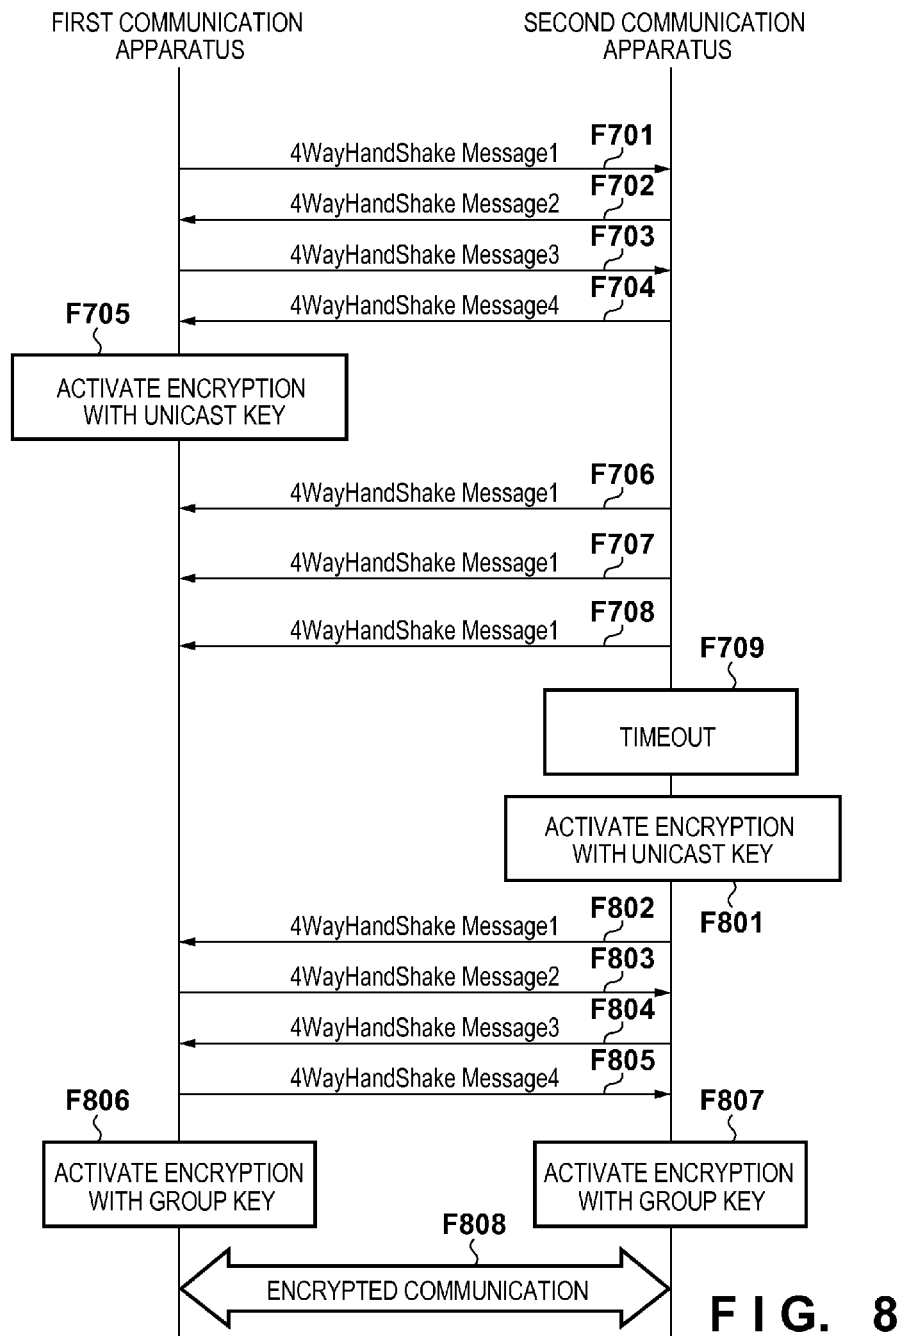 FIRST COMMUNICATION
APPARATUS
SECOND COMMUNICATION
APPARATUS
F701
4WayHandShake Message1
F702
4WayHandShake Message2
F703
4WayHandShake Message3
F704
4WayHandShake Message4
F705
ACTIVATE ENCRYPTION
WITH UNICAST KEY
F706
4WayHandShake Message1
F707
4WayHandShake Message1
F708
4WayHandShake Message1
F709
TIMEOUT
ACTIVATE ENCRYPTION
WITH UNICAST KEY
F801
F802
4WayHandShake Message1
F803
4WayHandShake Message2
F804
4WayHandShake Message3
F805
4WayHandShake Message4
F806
ACTIVATE ENCRYPTION
WITH GROUP KEY
F807
ACTIVATE ENCRYPTION
WITH GROUP KEY
F808
ENCRYPTED COMMUNICATION
FIG. 8